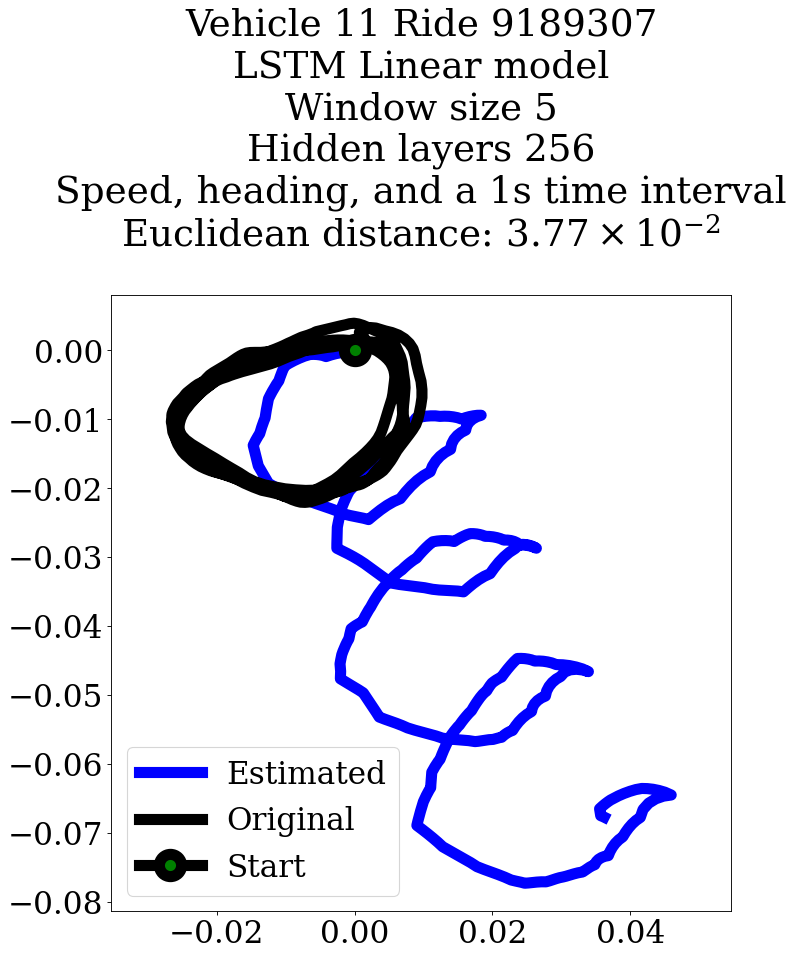 Vehicle 11 Ride 9189307
LSTM Linear model
Window size 5
Hidden layers 256
Speed, heading, and a 1s time interval
Euclidean distance: 3.77 × 10⁻²
0.00
−0.01
−0.02
−0.03
−0.04
−0.05
−0.06
−0.07
−0.08
Estimated
Original
Start
−0.02 0.00 0.02 0.04